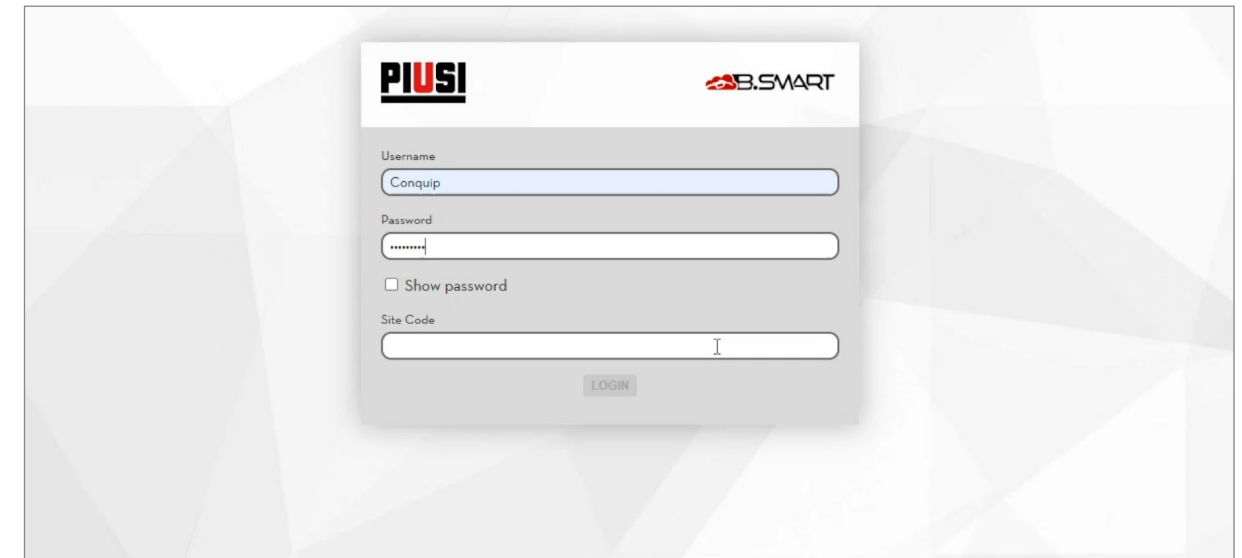 PIUSI
B.SMART
Username
Conquip
Password
•••••••••
Show password
Site Code
LOGIN